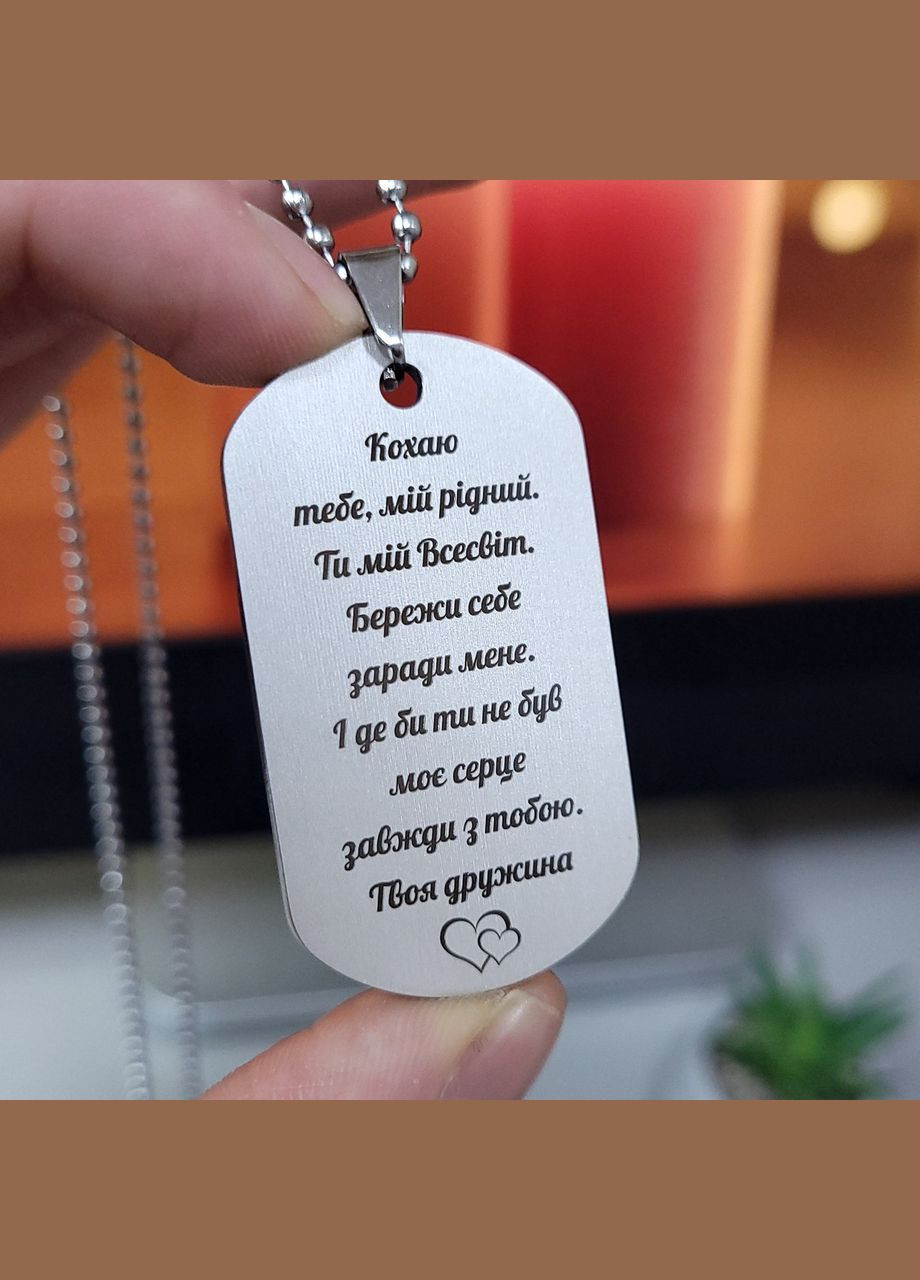 Кохаю
тебе, мій рідний.
Ти мій Всесвіт.
Бережи себе
заради мене.
І де би ти не був
моє серце
завжди з тобою.
Твоя дружина